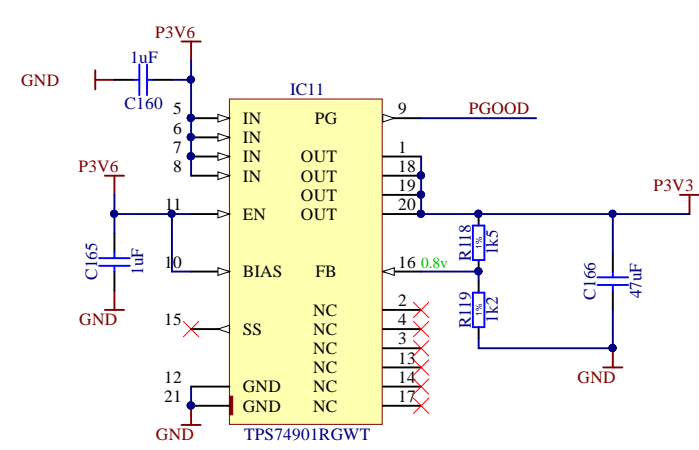 P3V6
1uF
GND
C160
IC11
5 IN PG 9 PGOOD
6 IN
7 IN OUT 1
8 IN OUT 18
OUT 19
P3V6
P3V3
11 EN OUT 20
R118
1%
1k5
C165
1uF
10 BIAS FB 16 0.8v
C166
47uF
R119
1%
1k2
NC 2
15 SS NC 4
NC 3
GND
NC 13
GND
12 GND NC 14
21 GND NC 17
GND
TPS74901RGWT